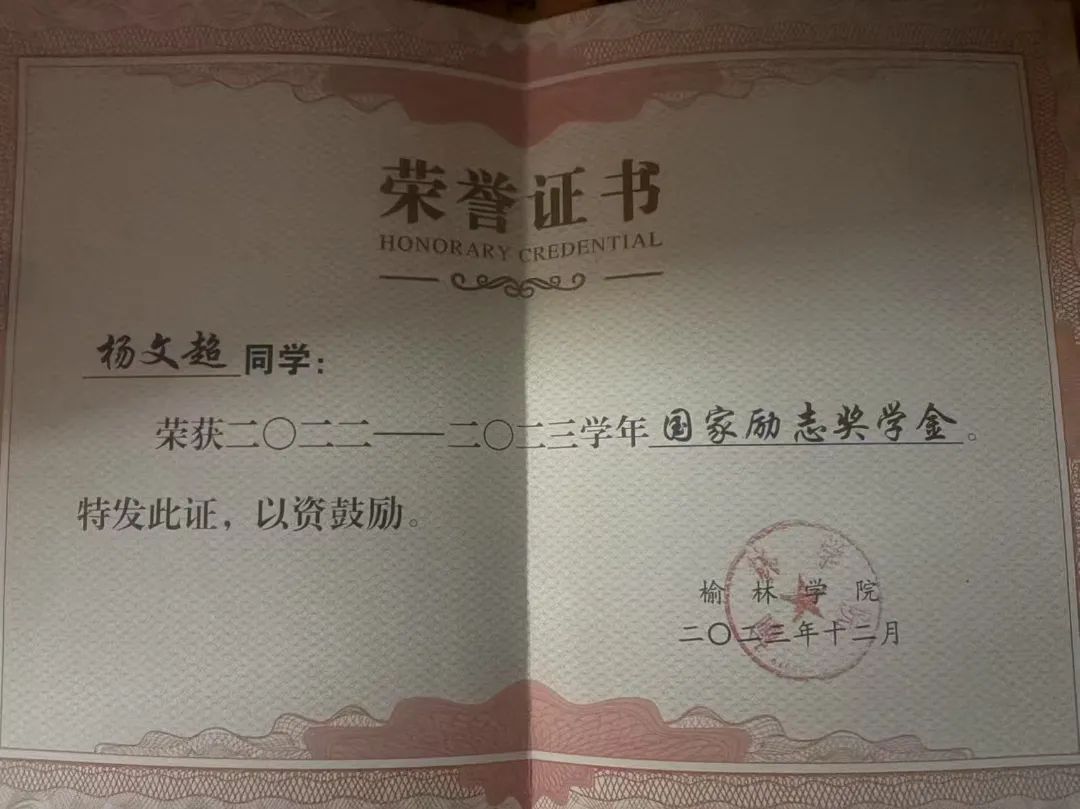 荣誉证书
HONORARY CREDENTIAL
杨文超同学：
荣获二〇二二——二〇二三学年国家励志奖学金。
特发此证，以资鼓励。
榆林学院
二〇二三年十二月